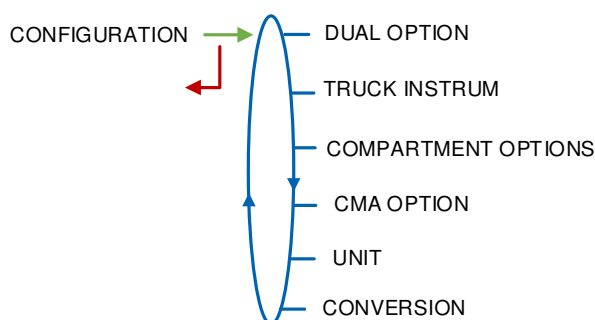 CONFIGURATION
DUAL OPTION
TRUCK INSTRUM
COMPARTMENT OPTIONS
CMA OPTION
UNIT
CONVERSION